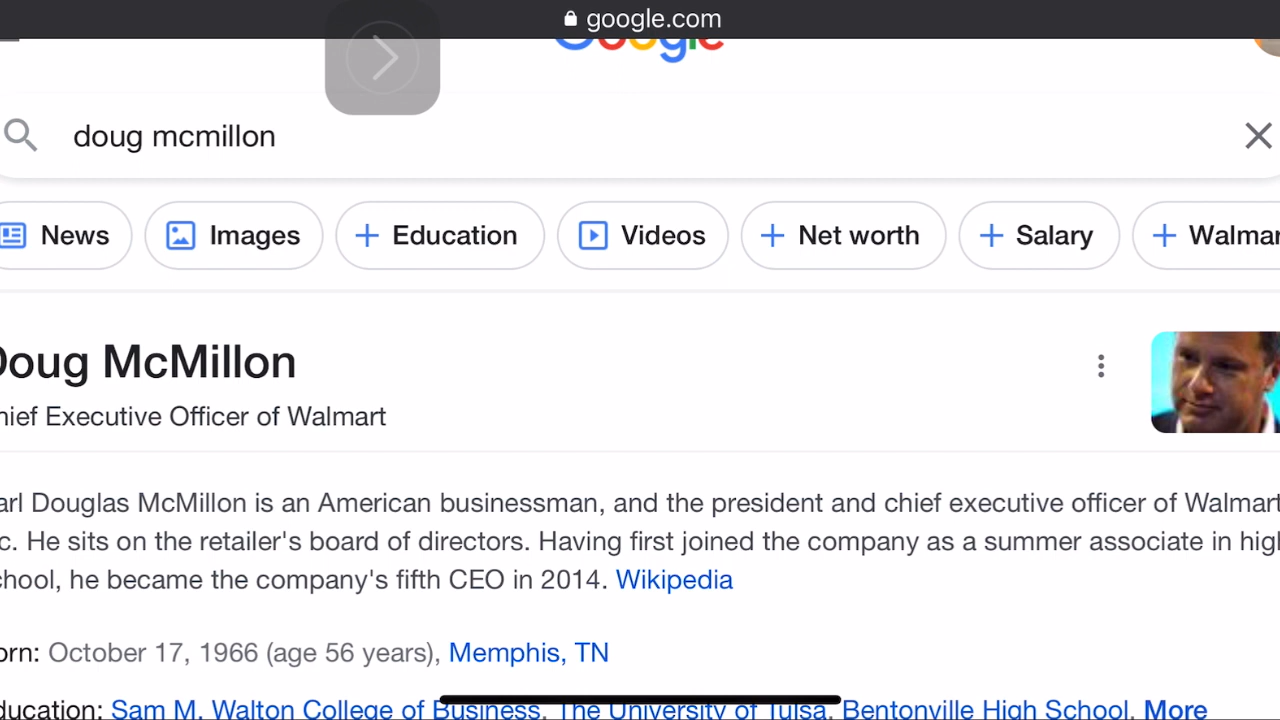 google.com
Google
doug mcmillon
News
Images
Education
Videos
Net worth
Salary
Walmar
Doug McMillon
hief Executive Officer of Walmart
arl Douglas McMillon is an American businessman, and the president and chief executive officer of Walmart
c. He sits on the retailer's board of directors. Having first joined the company as a summer associate in high
chool, he became the company's fifth CEO in 2014. Wikipedia
orn: October 17, 1966 (age 56 years), Memphis, TN
ducation: Sam M. Walton College of Business, The University of Tulsa, Bentonville High School, More